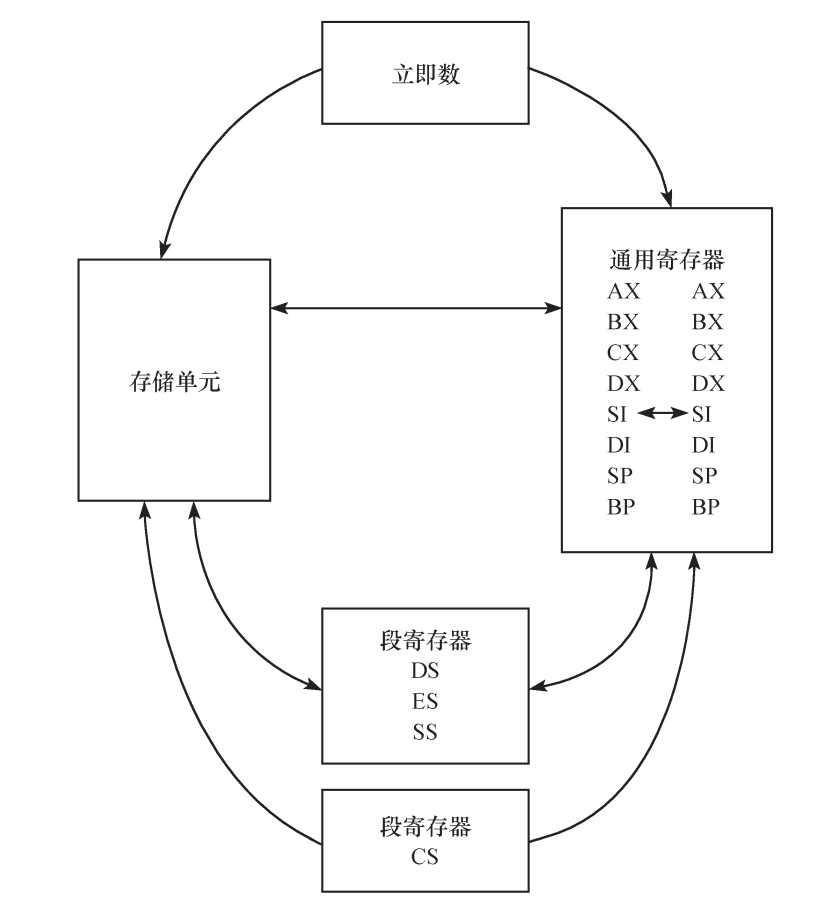 立即数
通用寄存器
AX AX
BX BX
CX CX
DX DX
SI SI
DI DI
SP SP
BP BP
存储单元
段寄存器
DS
ES
SS
段寄存器
CS